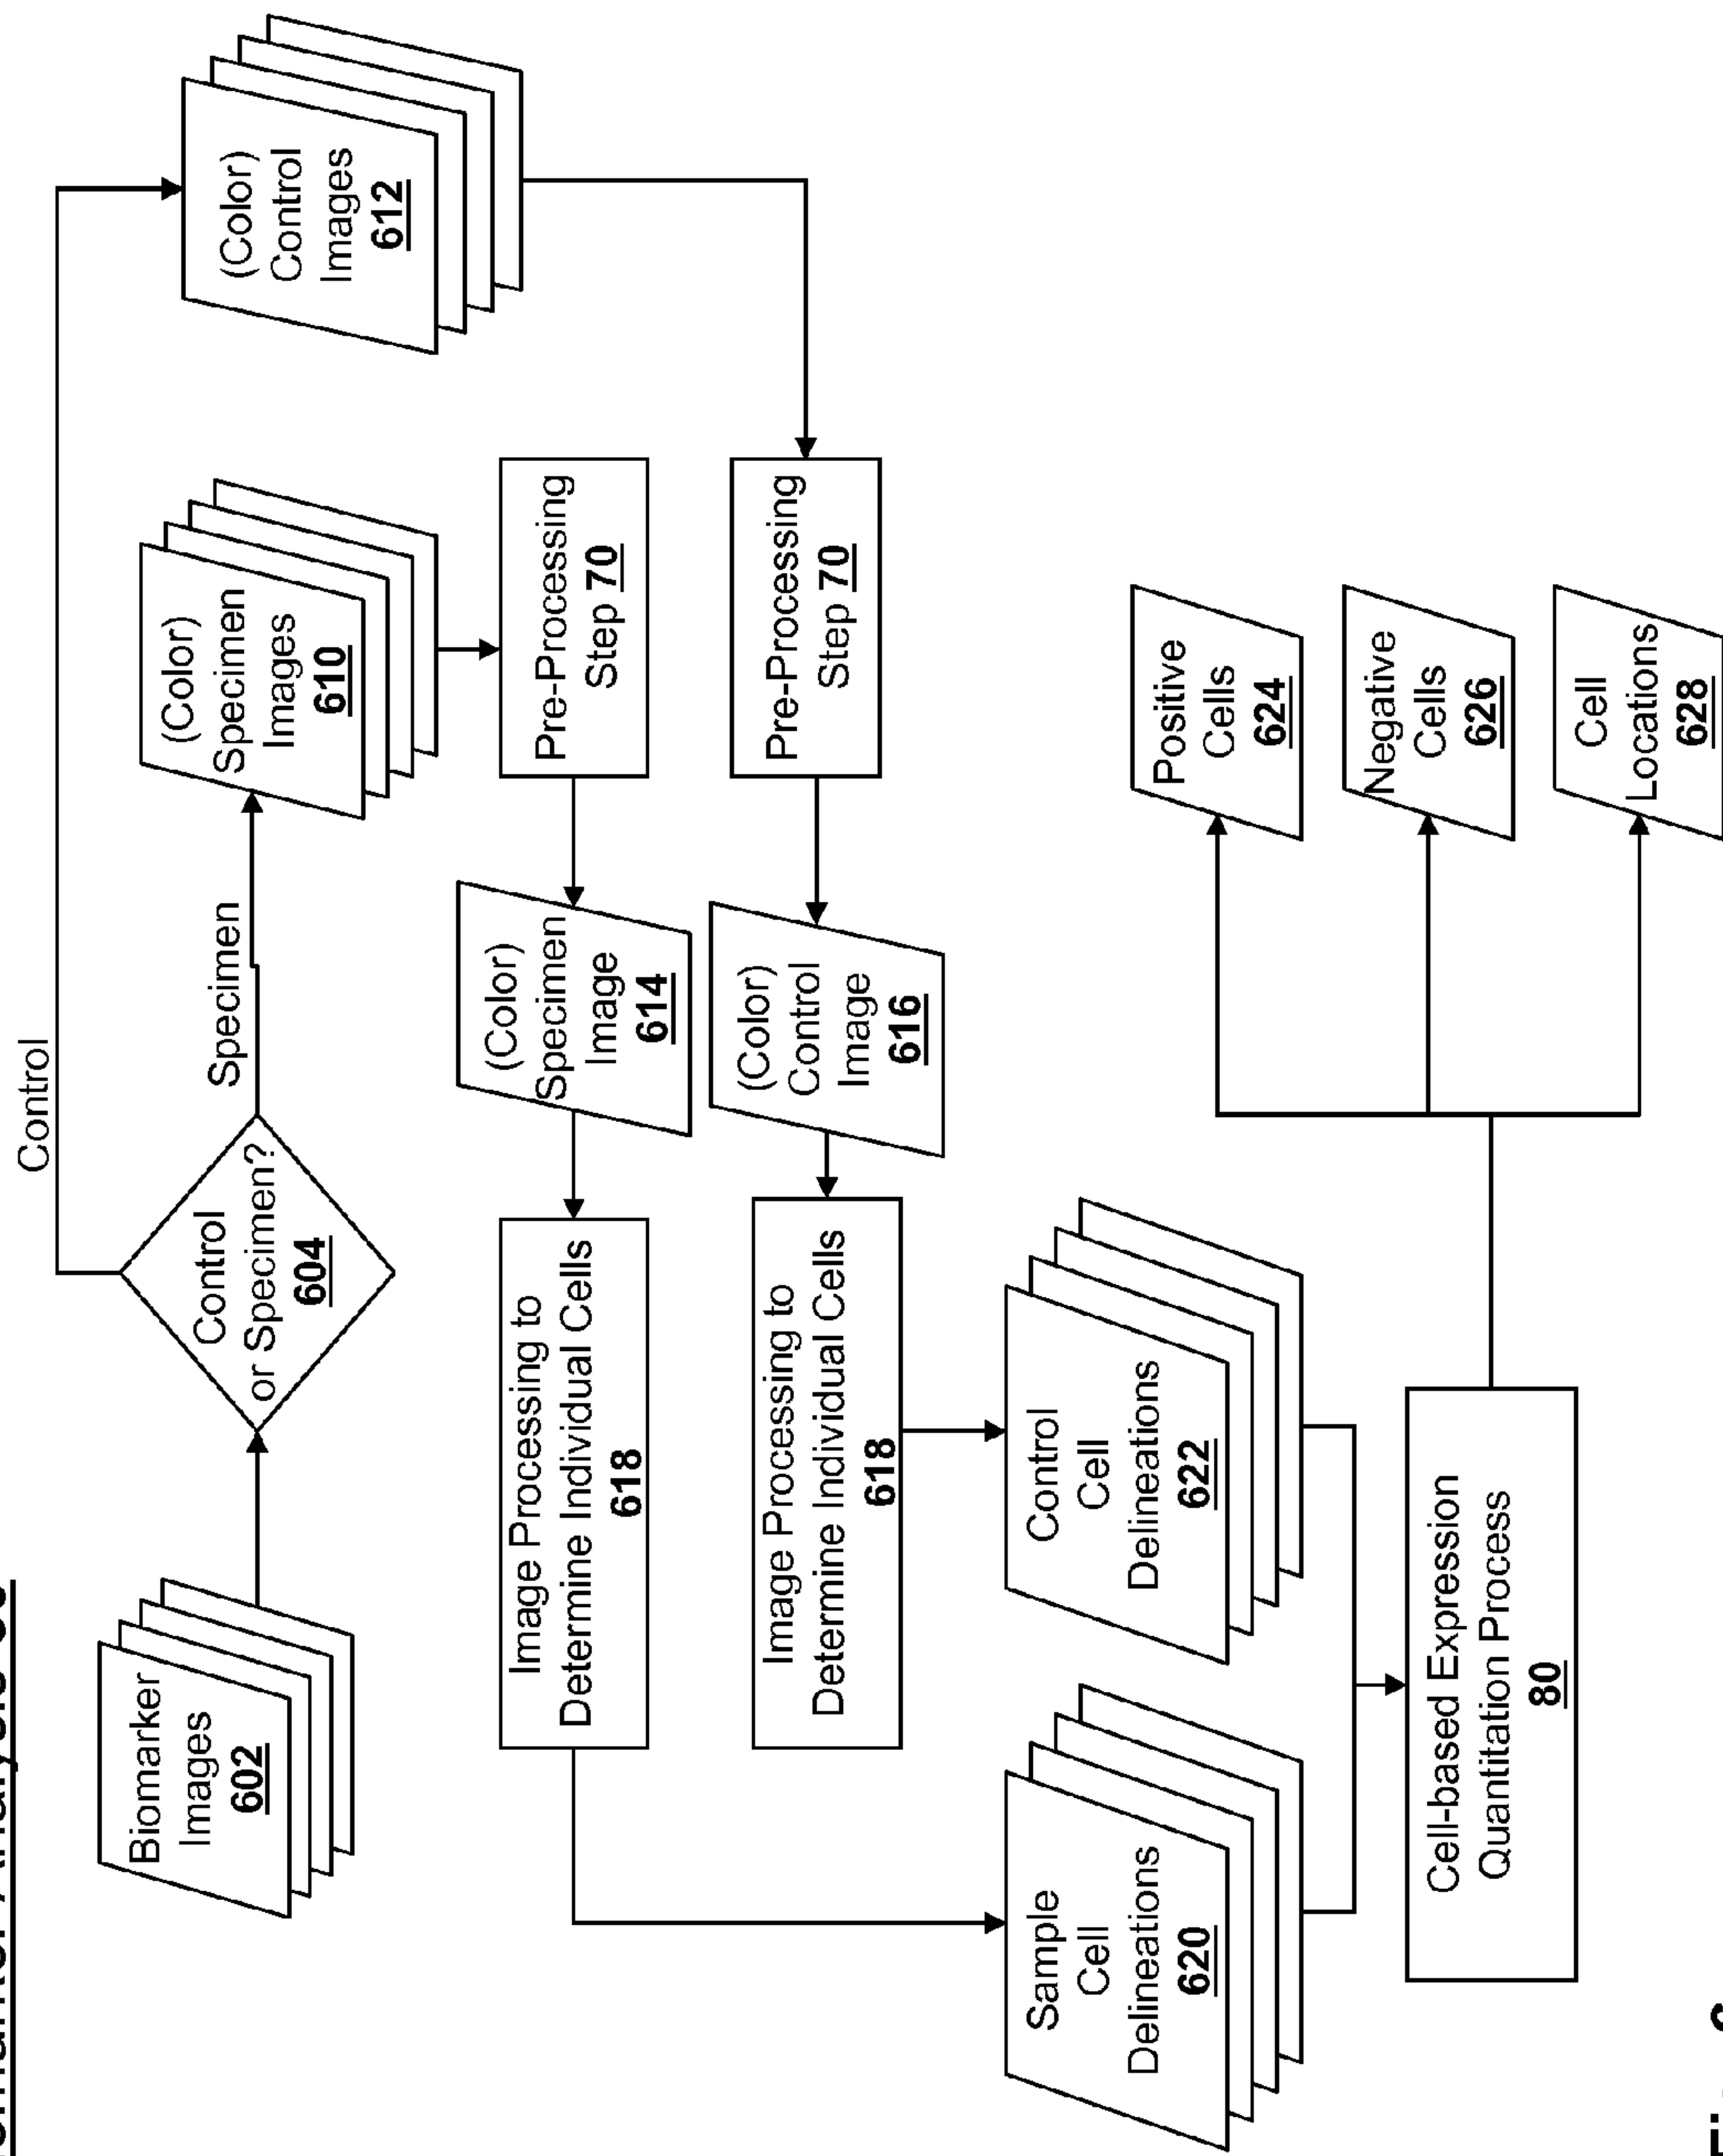 Control
Biomarker
Images
602
Control
or Specimen?
604
Specimen
(Color)
Specimen
Images
610
(Color)
Control
Images
612
Image Processing to
Determine Individual Cells
618
(Color)
Specimen
Image
614
Pre-Processing
Step 70
Image Processing to
Determine Individual Cells
618
(Color)
Control
Image
616
Pre-Processing
Step 70
Sample
Cell
Delineations
620
Control
Cell
Delineations
622
Positive
Cells
624
Negative
Cells
626
Cell
Locations
628
Cell-based Expression
Quantitation Process
80